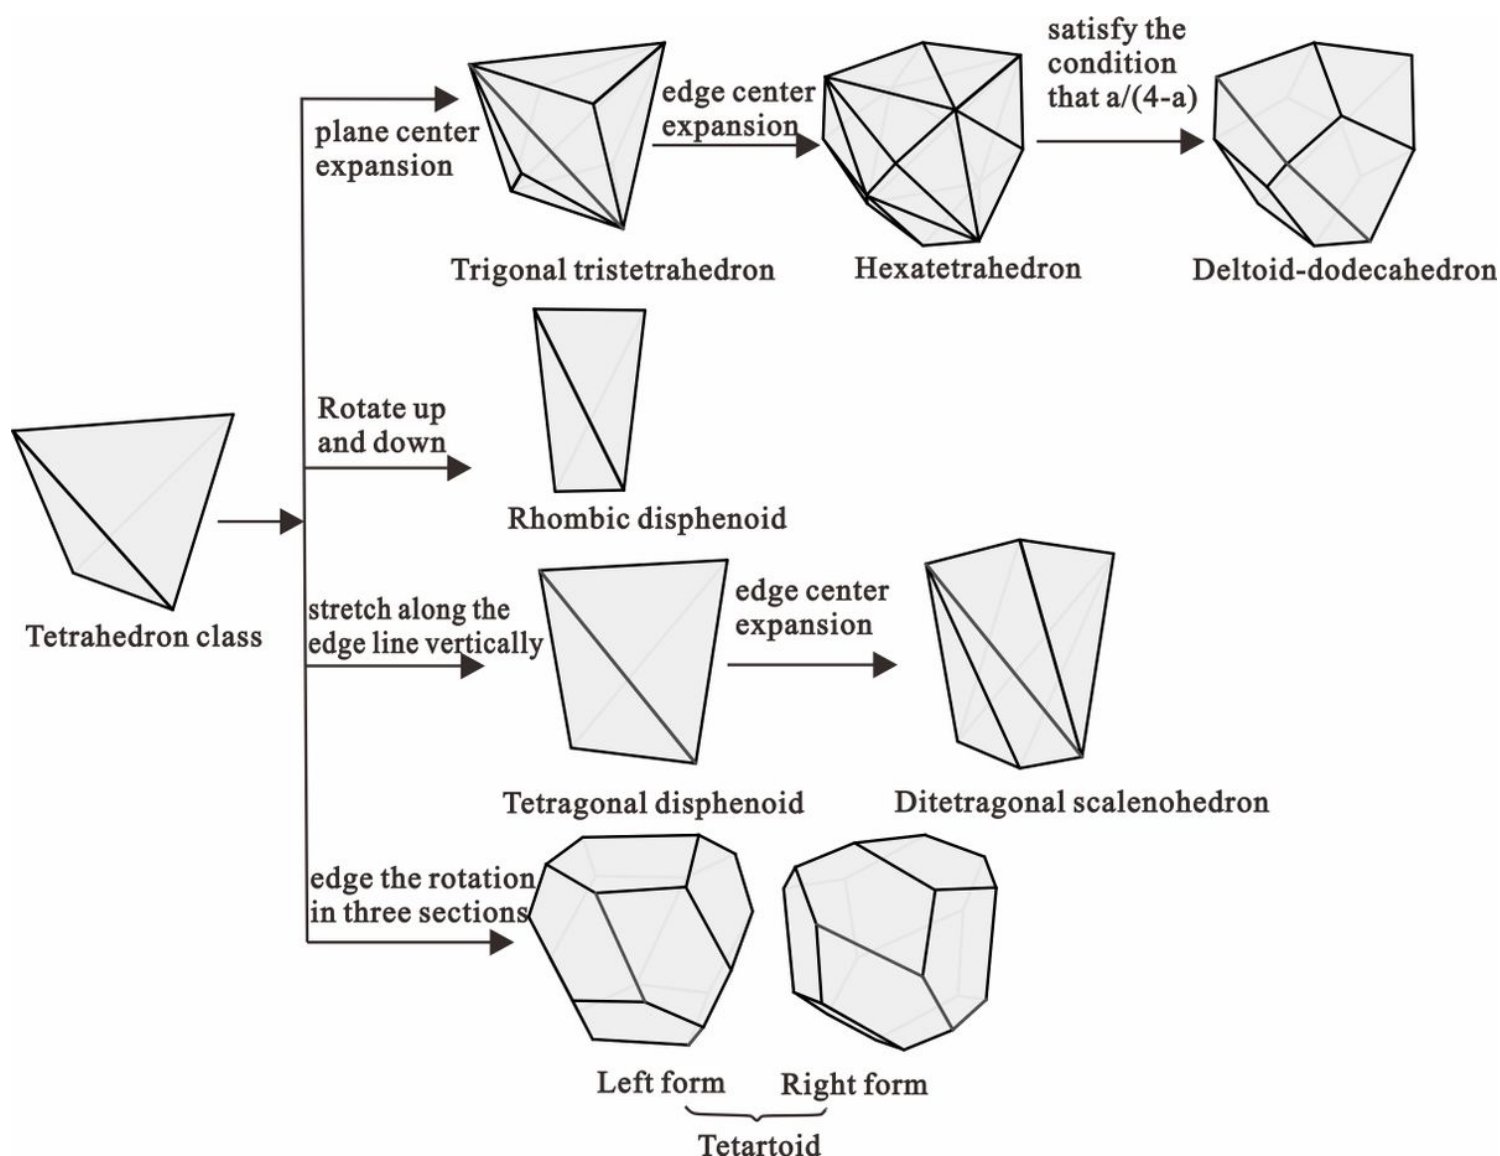 satisfy the
condition
that a/(4-a)
edge center
expansion
plane center
expansion
Trigonal tristetrahedron
Hexatetrahedron
Deltoid-dodecahedron
Rotate up
and down
Rhombic disphenoid
Tetrahedron class
stretch along the
edge line vertically
edge center
expansion
Tetragonal disphenoid
Ditetragonal scalenohedron
edge the rotation
in three sections
Left form
Right form
Tetartoid